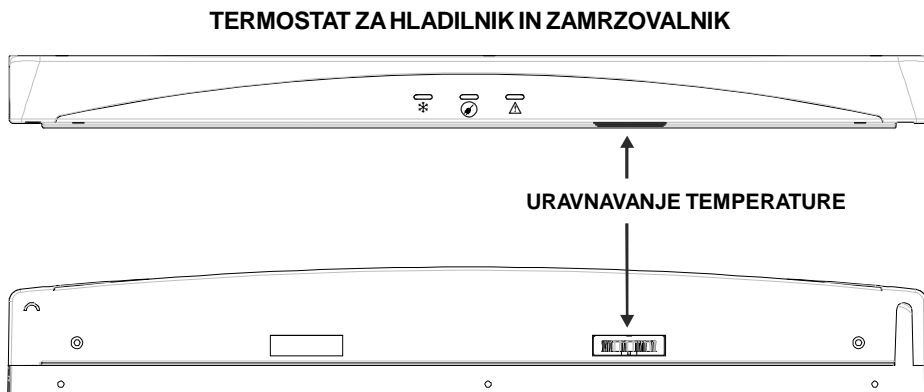 TERMOSTAT ZA HLADILNIK IN ZAMRZOVALNIK
URAVNAVANJE TEMPERATURE